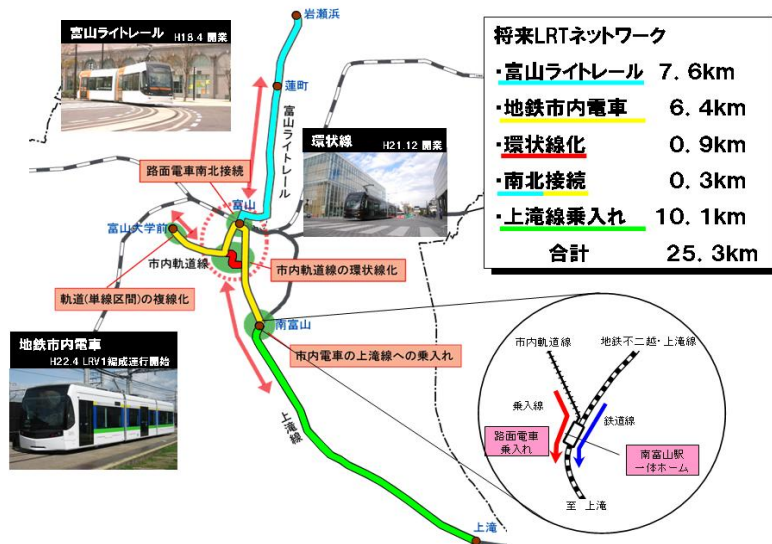 富山ライトレール
H18.4 開業
岩瀬浜
蓮町
富山ライトレール
環状線
H21.12 開業
路面電車南北接続
富山
富山大学前
市内軌道線
市内軌道線の環状線化
軌道(単線区間)の複線化
南富山
市内電車の上滝線への乗入れ
地鉄市内電車
H22.4 LRV1編成運行開始
上滝線
上滝
将来LRTネットワーク
・富山ライトレール 7.6km
・地鉄市内電車 6.4km
・環状線化 0.9km
・南北接続 0.3km
・上滝線乗入れ 10.1km
合計 25.3km
市内軌道線
地鉄不二越・上滝線
乗入線
鉄道線
路面電車
乗入れ
南富山駅
一体ホーム
至 上滝